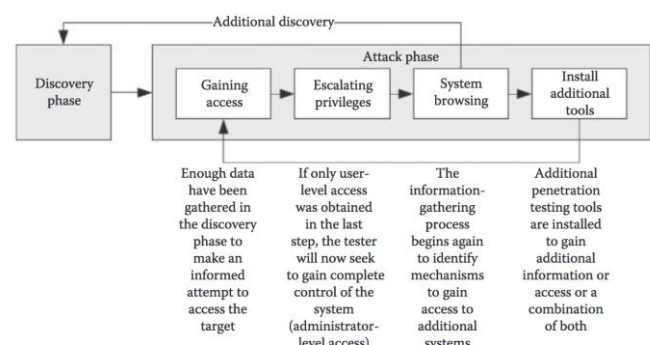 Additional discovery
Attack phase
Discovery
phase
Gaining
access
Escalating
privileges
System
browsing
Install
additional
tools
Enough data
have been
gathered in
the discovery
phase to
make an
informed
attempt to
access the
target
If only user-
level access
was obtained
in the last
step, the tester
will now seek
to gain complete
control of the
system
(administrator-
level access)
The
information-
gathering
process
begins again
to identify
mechanisms
to gain
access to
additional
systems
Additional
penetration
testing tools
are installed
to gain
additional
information or
access or a
combination
of both